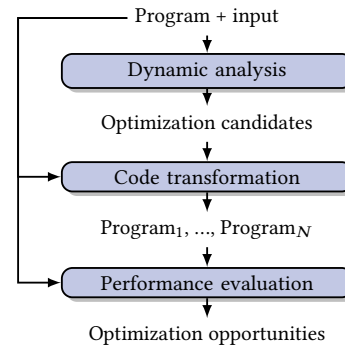 Program + input
Dynamic analysis
Optimization candidates
Code transformation
Program₁, ..., Program_N
Performance evaluation
Optimization opportunities